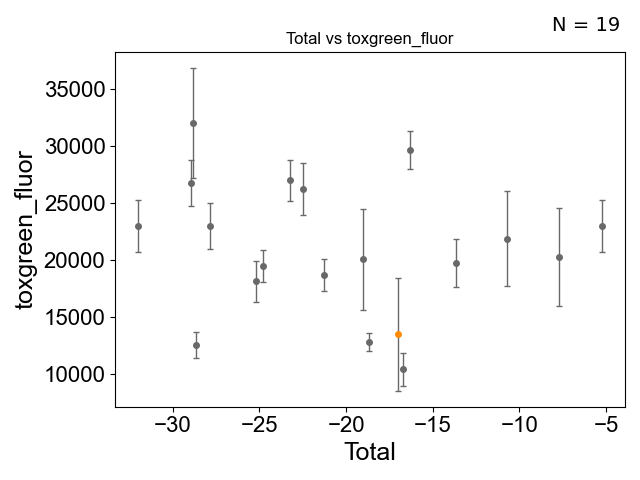 N = 19
Total vs toxgreen_fluor
35000
30000
25000
20000
15000
10000
toxgreen_fluor
−30 −25 −20 −15 −10 −5
Total